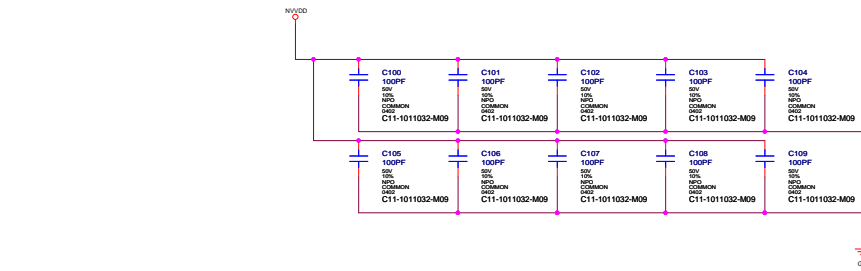 NVVDD
C100
100PF
50V
10%
NPO
COMMON
0402
C11-1011032-M09
C101
100PF
50V
10%
NPO
COMMON
0402
C11-1011032-M09
C102
100PF
50V
10%
NPO
COMMON
0402
C11-1011032-M09
C103
100PF
50V
10%
NPO
COMMON
0402
C11-1011032-M09
C104
100PF
50V
10%
NPO
COMMON
0402
C11-1011032-M09
C105
100PF
50V
10%
NPO
COMMON
0402
C11-1011032-M09
C106
100PF
50V
10%
NPO
COMMON
0402
C11-1011032-M09
C107
100PF
50V
10%
NPO
COMMON
0402
C11-1011032-M09
C108
100PF
50V
10%
NPO
COMMON
0402
C11-1011032-M09
C109
100PF
50V
10%
NPO
COMMON
0402
C11-1011032-M09